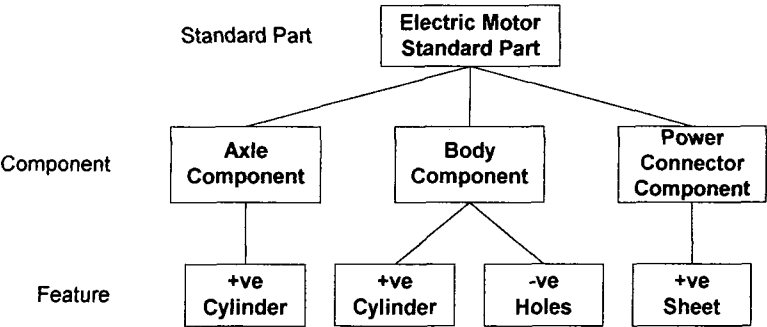 Standard Part
Electric Motor
Standard Part
Component
Axle
Component
Body
Component
Power
Connector
Component
Feature
+ve
Cylinder
+ve
Cylinder
-ve
Holes
+ve
Sheet